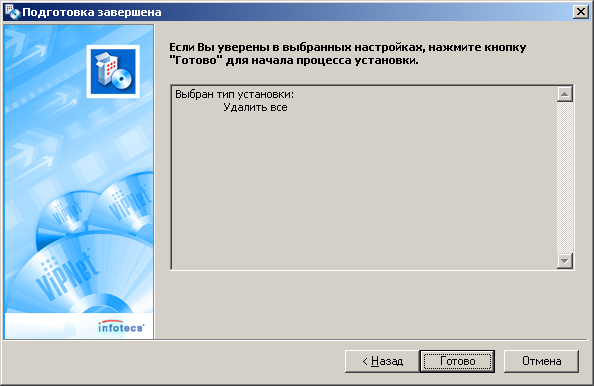 Подготовка завершена
Если Вы уверены в выбранных настройках, нажмите кнопку
"Готово" для начала процесса установки.
Выбран тип установки:
Удалить все
ViPNet
ViPNet
infotecs
< Назад
Готово
Отмена